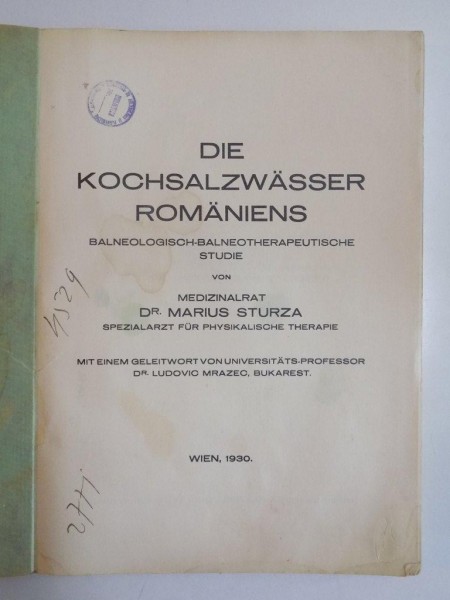 DIE
KOCHSALZWÄSSER
ROMÄNIENS
BALNEOLOGISCH-BALNEOTHERAPEUTISCHE
STUDIE
VON
MEDIZINALRAT
DR. MARIUS STURZA
SPEZIALARZT FÜR PHYSIKALISCHE THERAPIE
MIT EINEM GELEITWORT VON UNIVERSITÄTS-PROFESSOR
DR. LUDOVIC MRAZEC, BUKAREST.
WIEN, 1930.